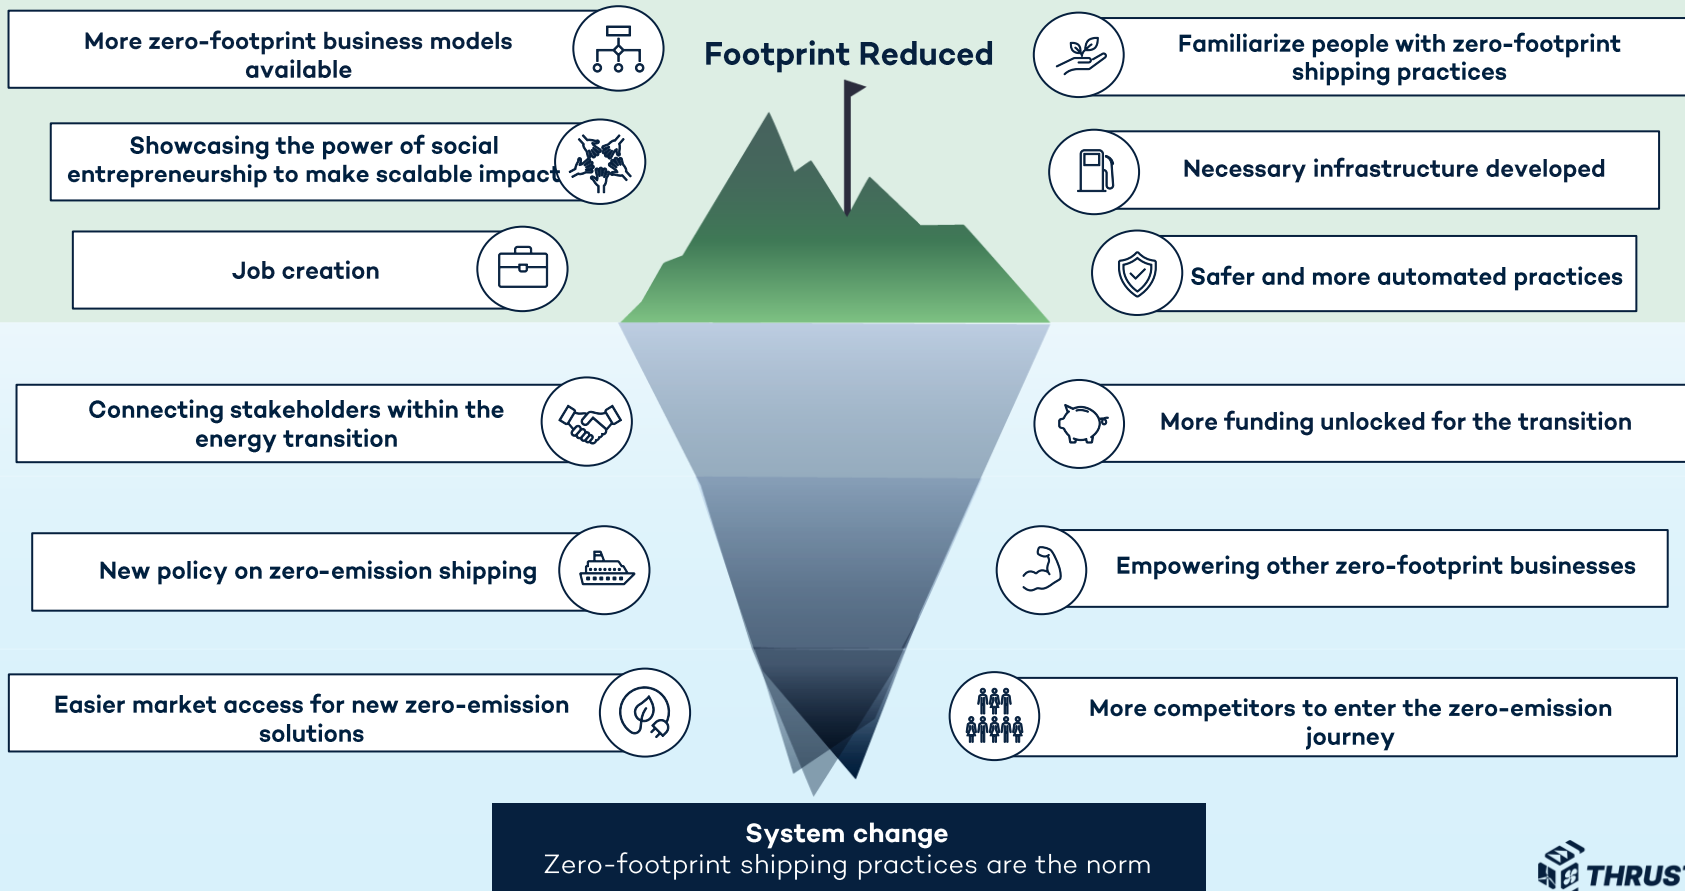 Footprint Reduced
More zero-footprint business models
available
Showcasing the power of social
entrepreneurship to make scalable impact
Job creation
Familiarize people with zero-footprint
shipping practices
Necessary infrastructure developed
Safer and more automated practices
Connecting stakeholders within the
energy transition
New policy on zero-emission shipping
Easier market access for new zero-emission
solutions
More funding unlocked for the transition
Empowering other zero-footprint businesses
More competitors to enter the zero-emission
journey
System change
Zero-footprint shipping practices are the norm
THRUST